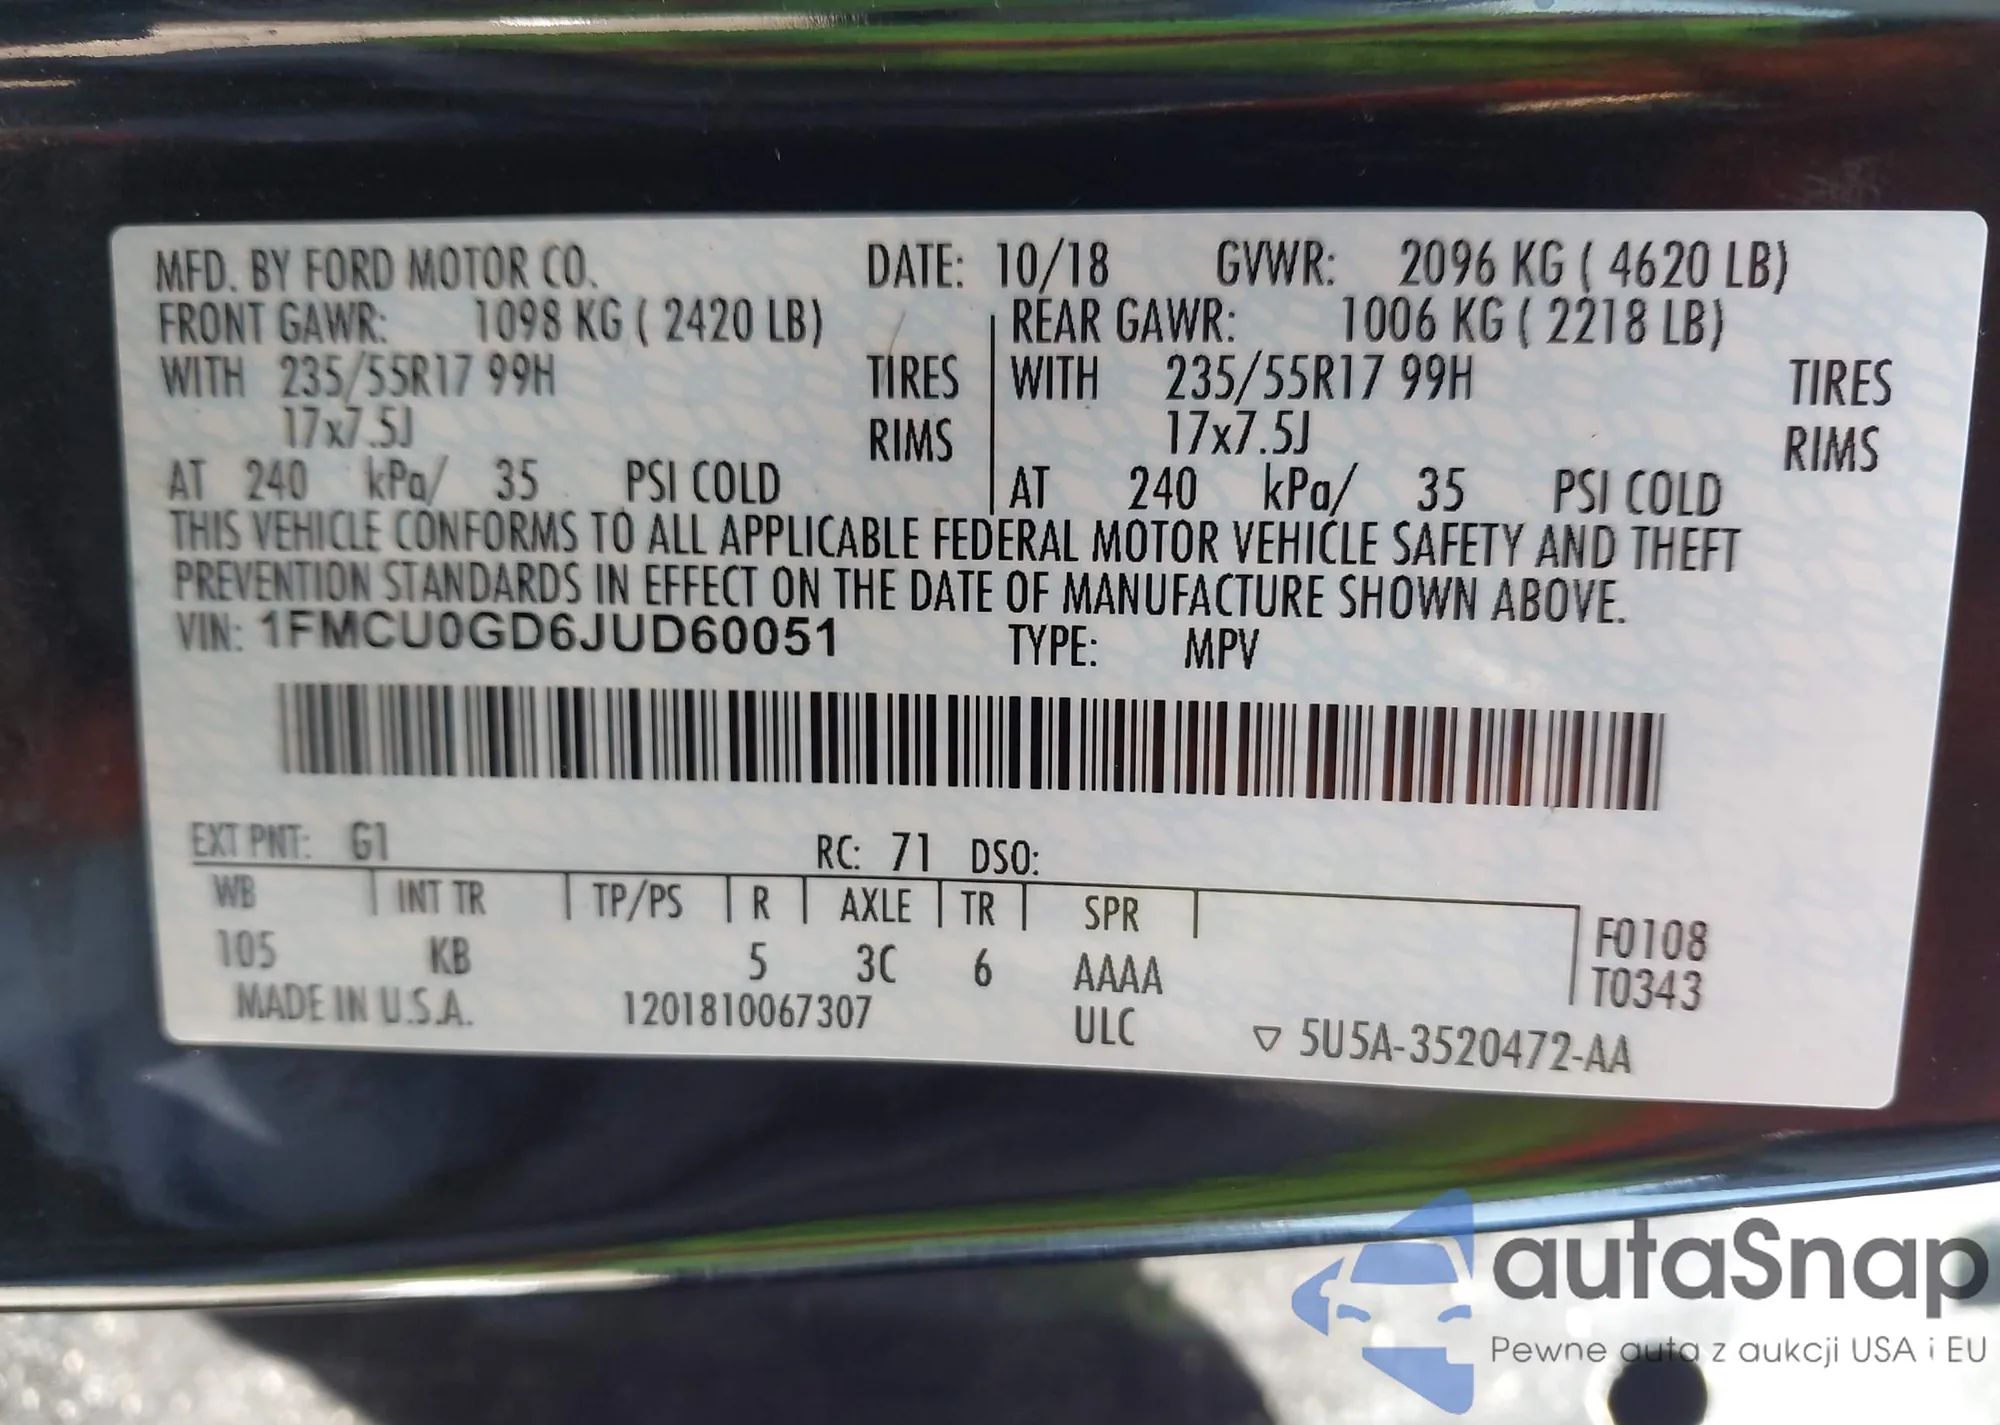 MFD. BY FORD MOTOR CO. DATE: 10/18 GVWR: 2096 KG ( 4620 LB)
FRONT GAWR: 1098 KG ( 2420 LB) REAR GAWR: 1006 KG ( 2218 LB)
WITH 235/55R17 99H TIRES WITH 235/55R17 99H TIRES
17x7.5J RIMS 17x7.5J RIMS
AT 240 kPa/ 35 PSI COLD AT 240 kPa/ 35 PSI COLD
THIS VEHICLE CONFORMS TO ALL APPLICABLE FEDERAL MOTOR VEHICLE SAFETY AND THEFT
PREVENTION STANDARDS IN EFFECT ON THE DATE OF MANUFACTURE SHOWN ABOVE.
VIN: 1FMCU0GD6JUD60051 TYPE: MPV
EXT PNT: G1 RC: 71 DSO:
WB INT TR TP/PS R AXLE TR SPR F0108
105 KB 5 3C 6 AAAA T0343
MADE IN U.S.A. 1201810067307 ULC ▽ 5U5A-3520472-AA
autaSnap
Pewne auta z aukcji USA i EU